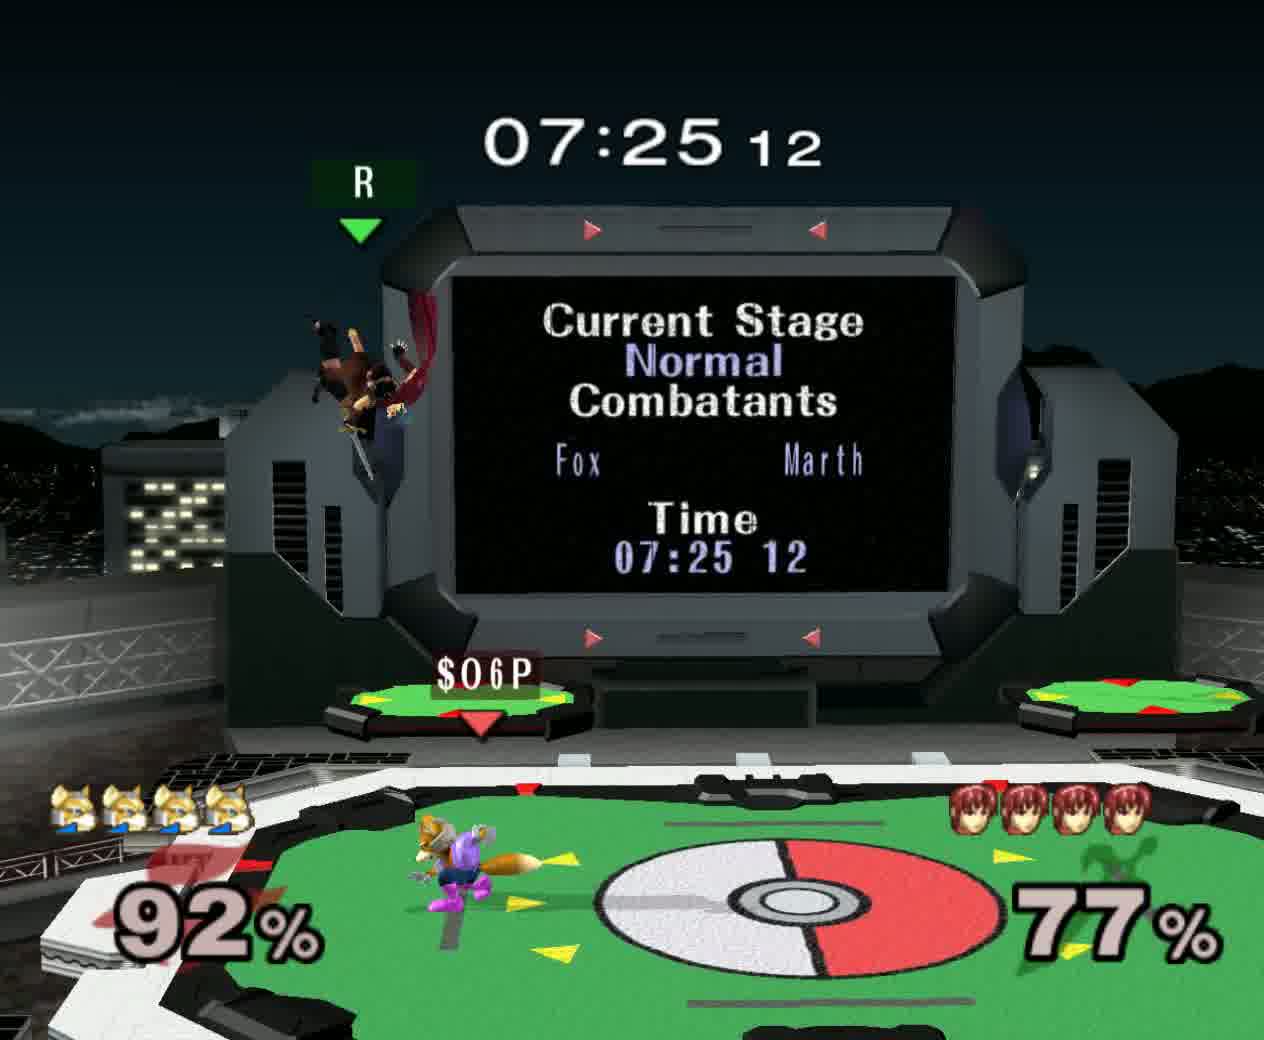 07:25 12
R
Current Stage
Normal
Combatants
Fox Marth
Time
07:25 12
$06P
92%
77%